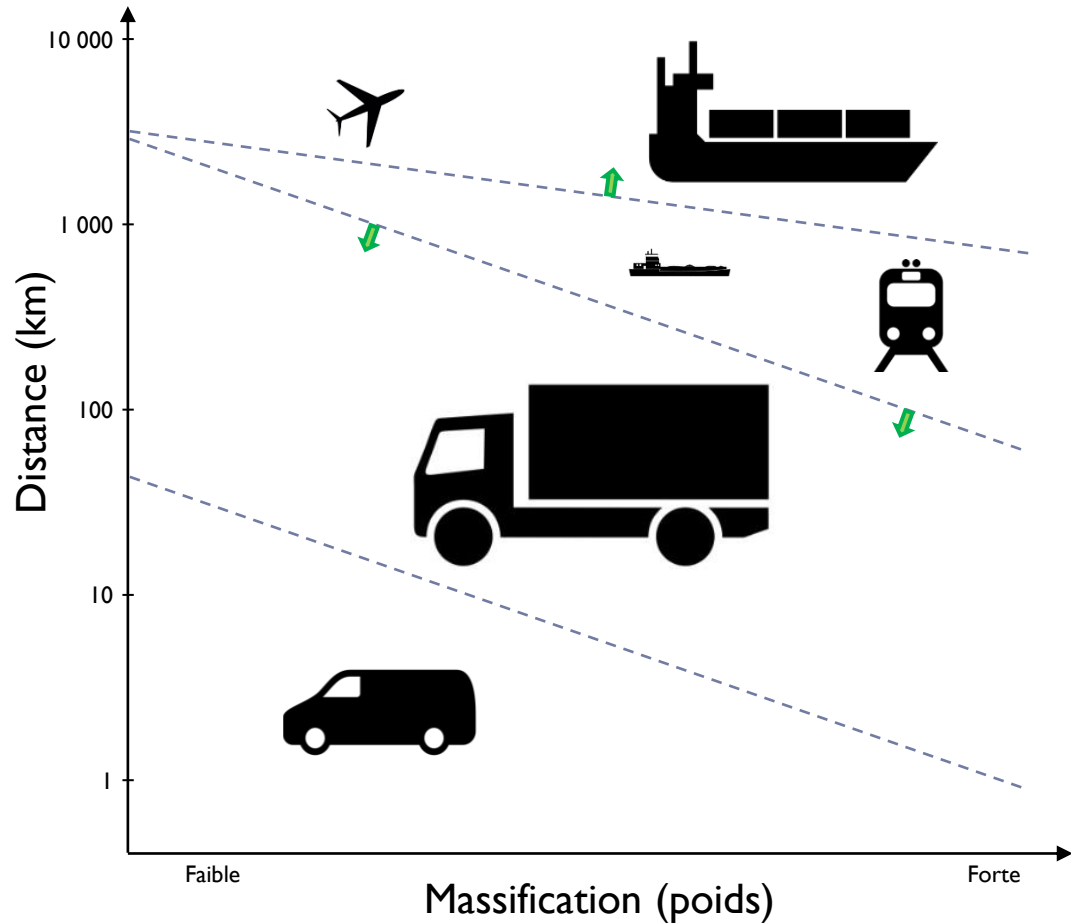 10 000
1 000
100
10
1
Distance (km)
Faible
Forte
Massification (poids)